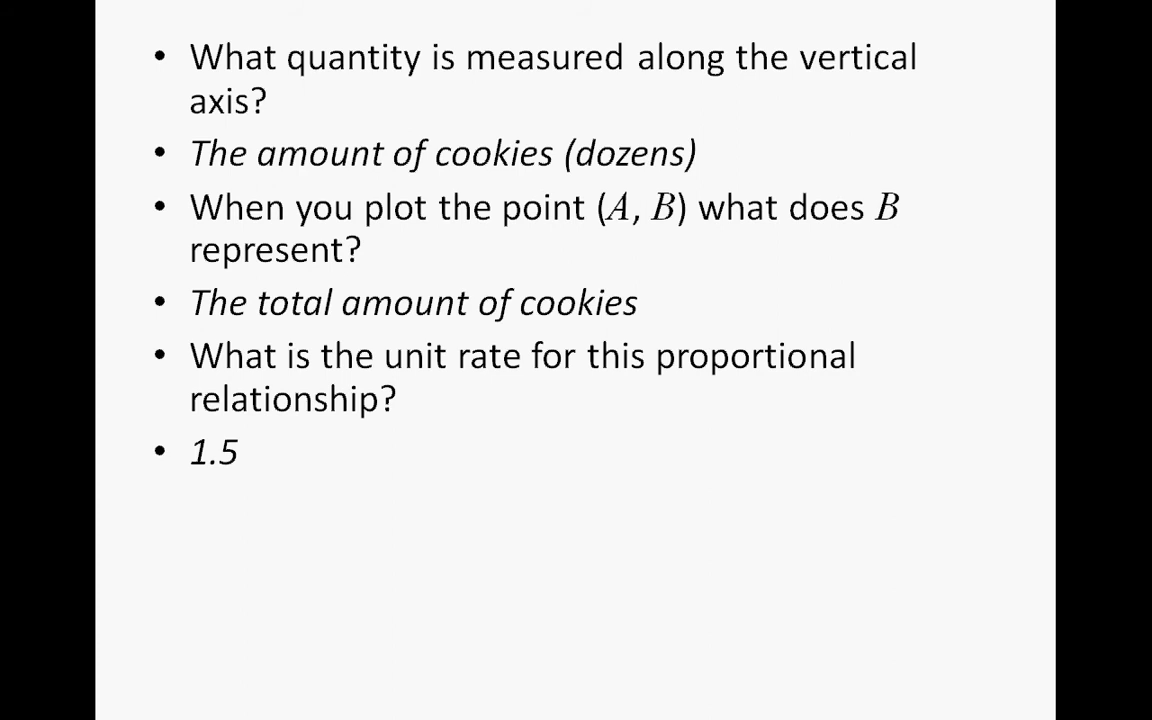 • What quantity is measured along the vertical
axis?
• The amount of cookies (dozens)
• When you plot the point (A, B) what does B
represent?
• The total amount of cookies
• What is the unit rate for this proportional
relationship?
• 1.5